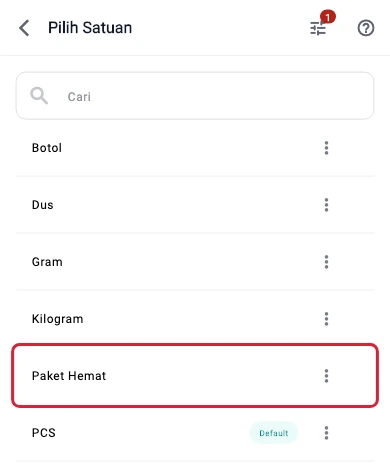 Pilih Satuan
1
Cari
Botol
Dus
Gram
Kilogram
Paket Hemat
PCS Default